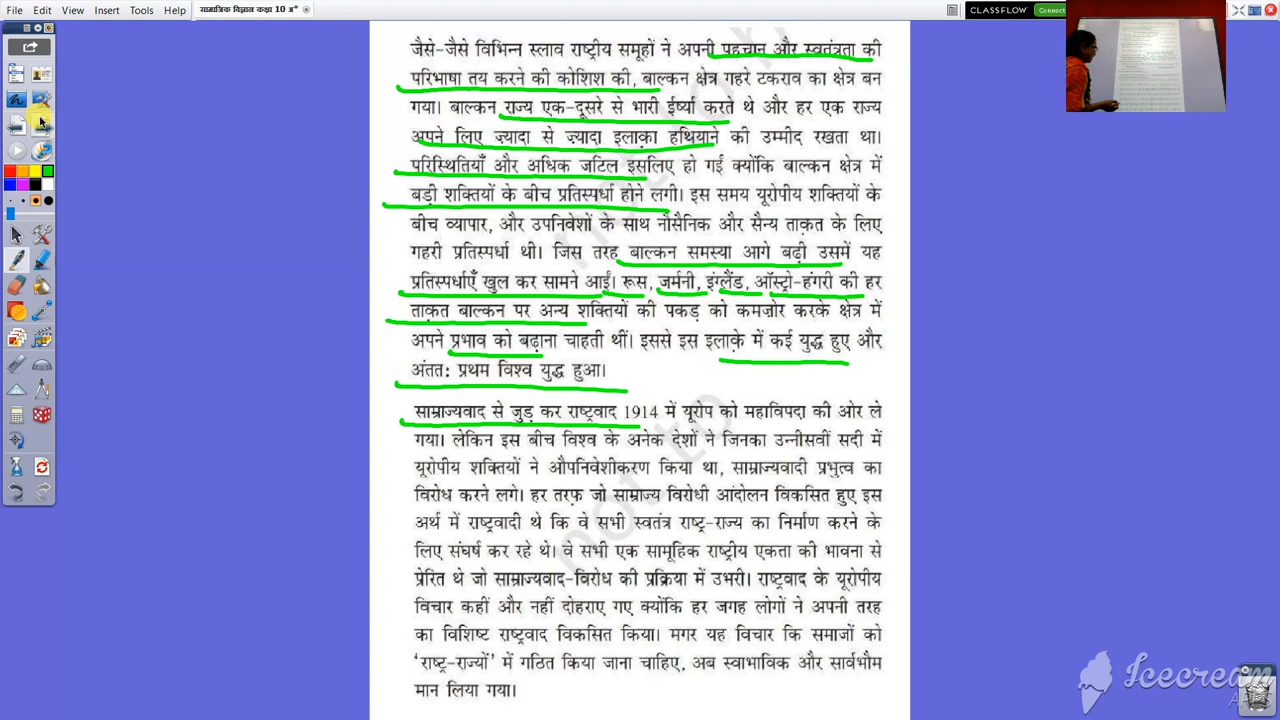 File Edit View Insert Tools Help
सामाजिक विज्ञान कक्षा 10 अ*
CLASSFLOW Connect
जैसे-जैसे विभिन्न स्लाव राष्ट्रीय समूहों ने अपनी पहचान और स्वतंत्रता की
परिभाषा तय करने की कोशिश की, बाल्कन क्षेत्र गहरे टकराव का क्षेत्र बन
गया। बाल्कन राज्य एक-दूसरे से भारी ईर्ष्या करते थे और हर एक राज्य
अपने लिए ज़्यादा से ज़्यादा इलाक़ा हथियाने की उम्मीद रखता था।
परिस्थितियाँ और अधिक जटिल इसलिए हो गई क्योंकि बाल्कन क्षेत्र में
बड़ी शक्तियों के बीच प्रतिस्पर्धा होने लगी। इस समय यूरोपीय शक्तियों के
बीच व्यापार, और उपनिवेशों के साथ नौसैनिक और सैन्य ताक़त के लिए
गहरी प्रतिस्पर्धा थी। जिस तरह बाल्कन समस्या आगे बढ़ी उसमें यह
प्रतिस्पर्धाएँ खुल कर सामने आईं। रूस, जर्मनी, इंग्लैंड, ऑस्ट्रो-हंगरी की हर
ताक़त बाल्कन पर अन्य शक्तियों की पकड़ को कमज़ोर करके क्षेत्र में
अपने प्रभाव को बढ़ाना चाहती थीं। इससे इस इलाक़े में कई युद्ध हुए और
अंतत: प्रथम विश्व युद्ध हुआ।
साम्राज्यवाद से जुड़ कर राष्ट्रवाद 1914 में यूरोप को महाविपदा की ओर ले
गया। लेकिन इस बीच विश्व के अनेक देशों ने जिनका उन्नीसवीं सदी में
यूरोपीय शक्तियों ने औपनिवेशीकरण किया था, साम्राज्यवादी प्रभुत्व का
विरोध करने लगे। हर तरफ़ जो साम्राज्य विरोधी आंदोलन विकसित हुए इस
अर्थ में राष्ट्रवादी थे कि वे सभी स्वतंत्र राष्ट्र-राज्य का निर्माण करने के
लिए संघर्ष कर रहे थे। वे सभी एक सामूहिक राष्ट्रीय एकता की भावना से
प्रेरित थे जो साम्राज्यवाद-विरोध की प्रक्रिया में उभरी। राष्ट्रवाद के यूरोपीय
विचार कहीं और नहीं दोहराए गए क्योंकि हर जगह लोगों ने अपनी तरह
का विशिष्ट राष्ट्रवाद विकसित किया। मगर यह विचार कि समाजों को
‘राष्ट्र-राज्यों’ में गठित किया जाना चाहिए, अब स्वाभाविक और सार्वभौम
मान लिया गया।
Icecream